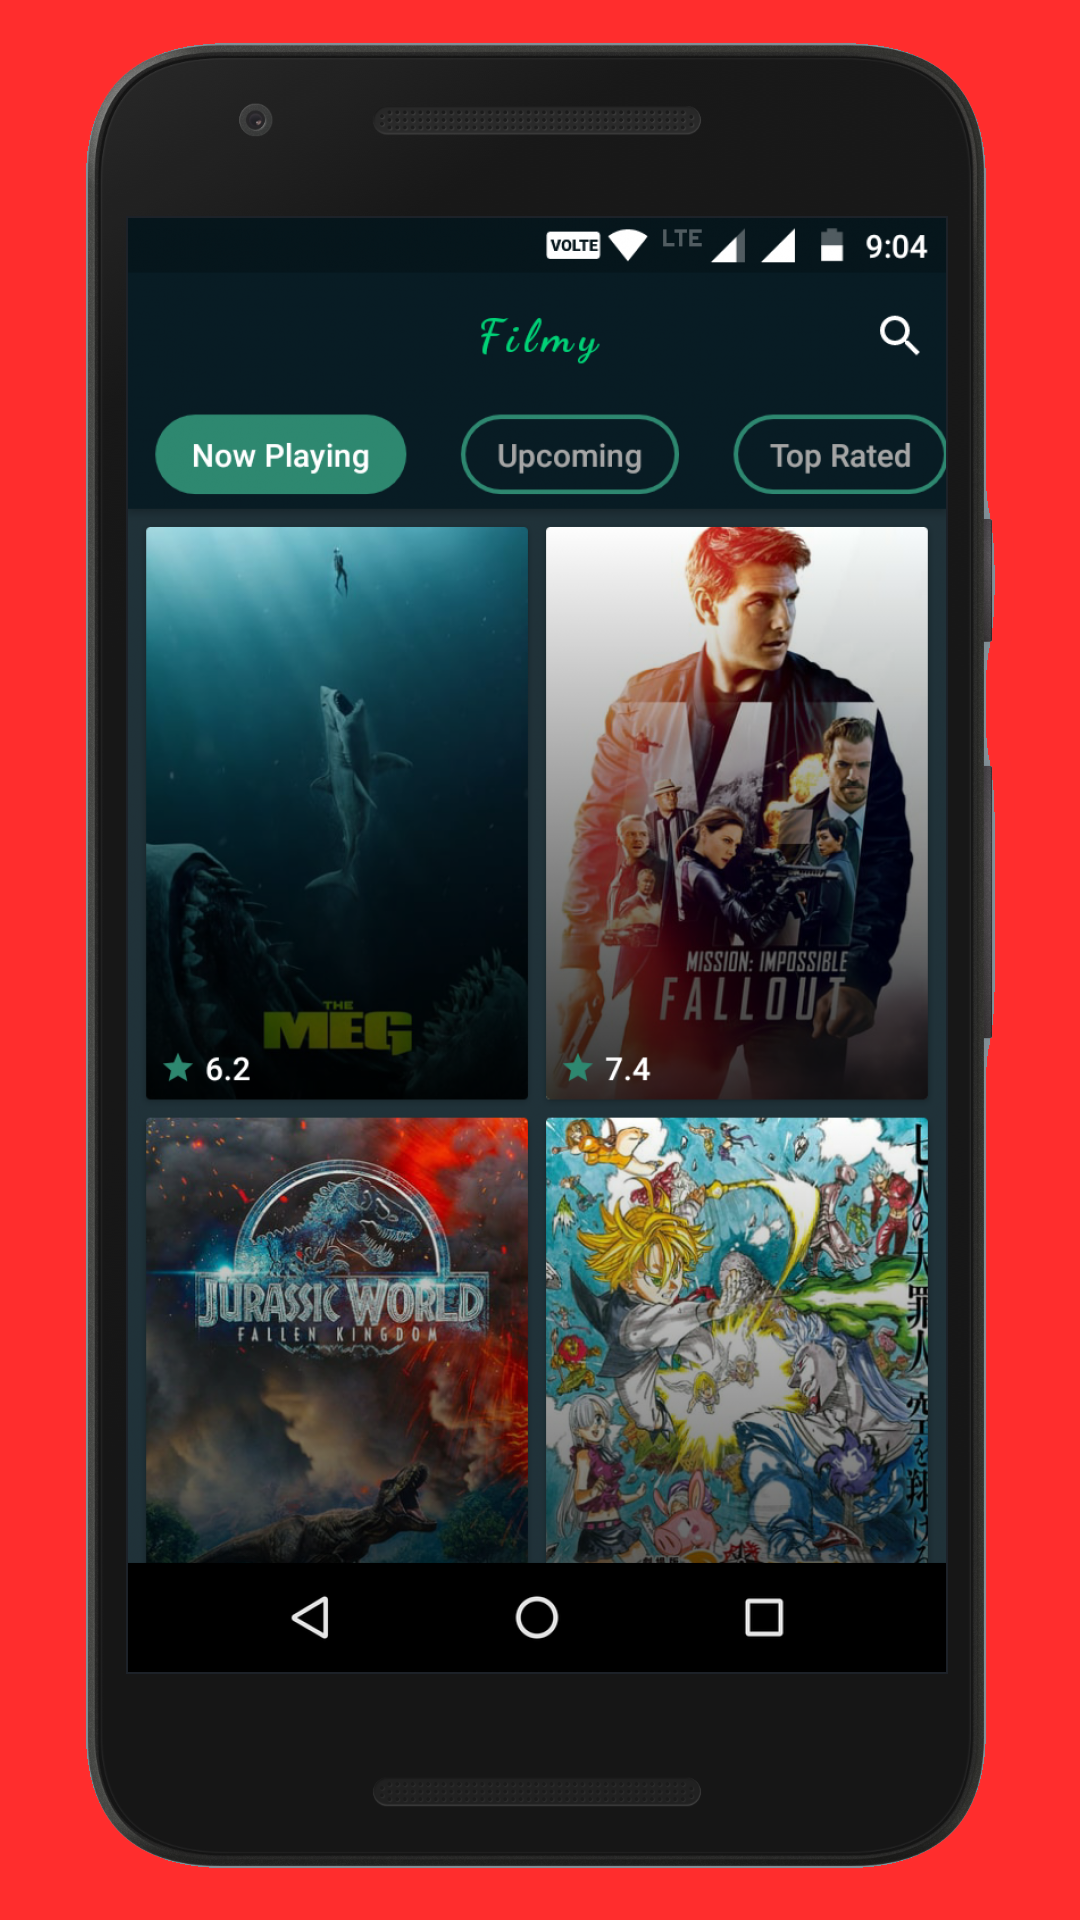 VOLTE LTE 9:04
Filmy
Now Playing Upcoming Top Rated
THE
MEG
6.2
MISSION: IMPOSSIBLE
FALLOUT
7.4
JURASSIC WORLD
FALLEN KINGDOM
七人の大罪人 空を翔ける